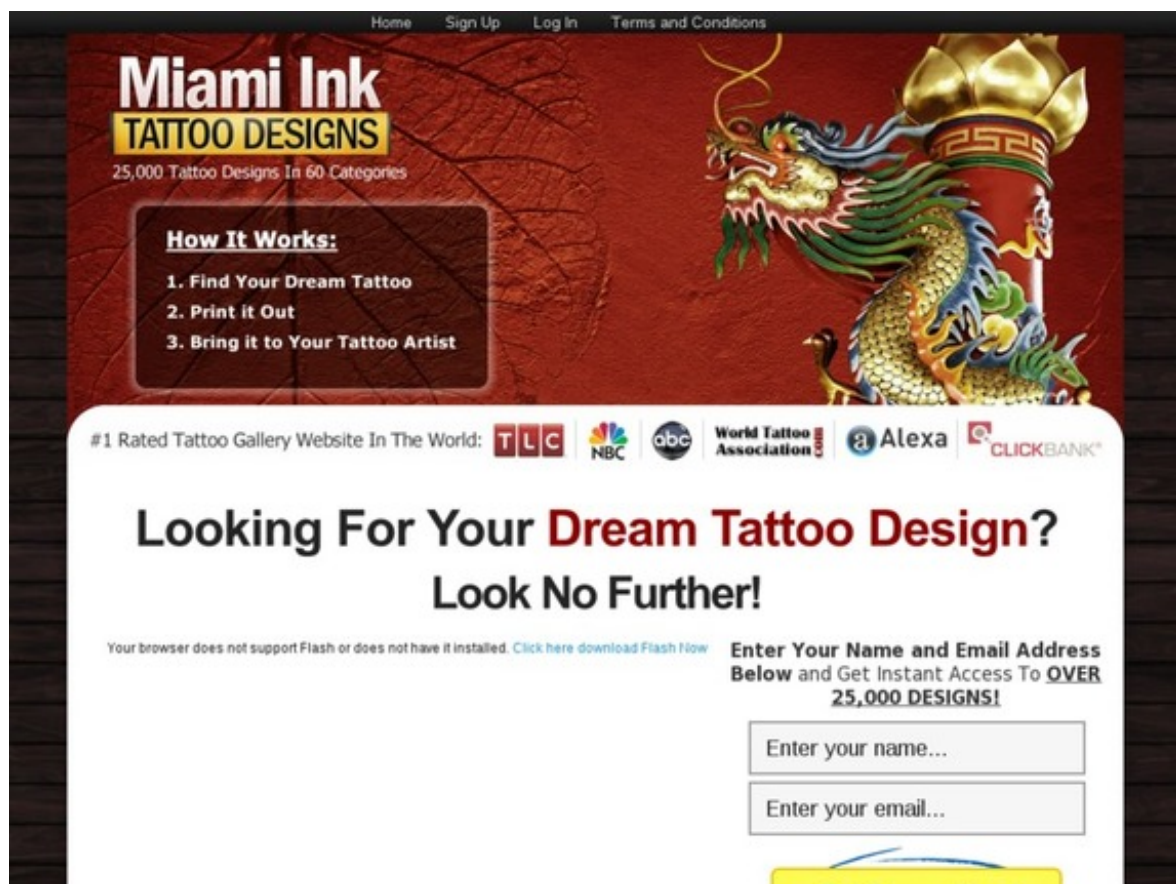 Home Sign Up Log In Terms and Conditions
Miami Ink
TATTOO DESIGNS
25,000 Tattoo Designs In 60 Categories
How It Works:
1. Find Your Dream Tattoo
2. Print it Out
3. Bring it to Your Tattoo Artist
#1 Rated Tattoo Gallery Website In The World: TLC NBC abc World Tattoo Association.com a Alexa CLICKBANK®
Looking For Your Dream Tattoo Design?
Look No Further!
Your browser does not support Flash or does not have it installed. Click here download Flash Now
Enter Your Name and Email Address
Below and Get Instant Access To OVER
25,000 DESIGNS!
Enter your name...
Enter your email...